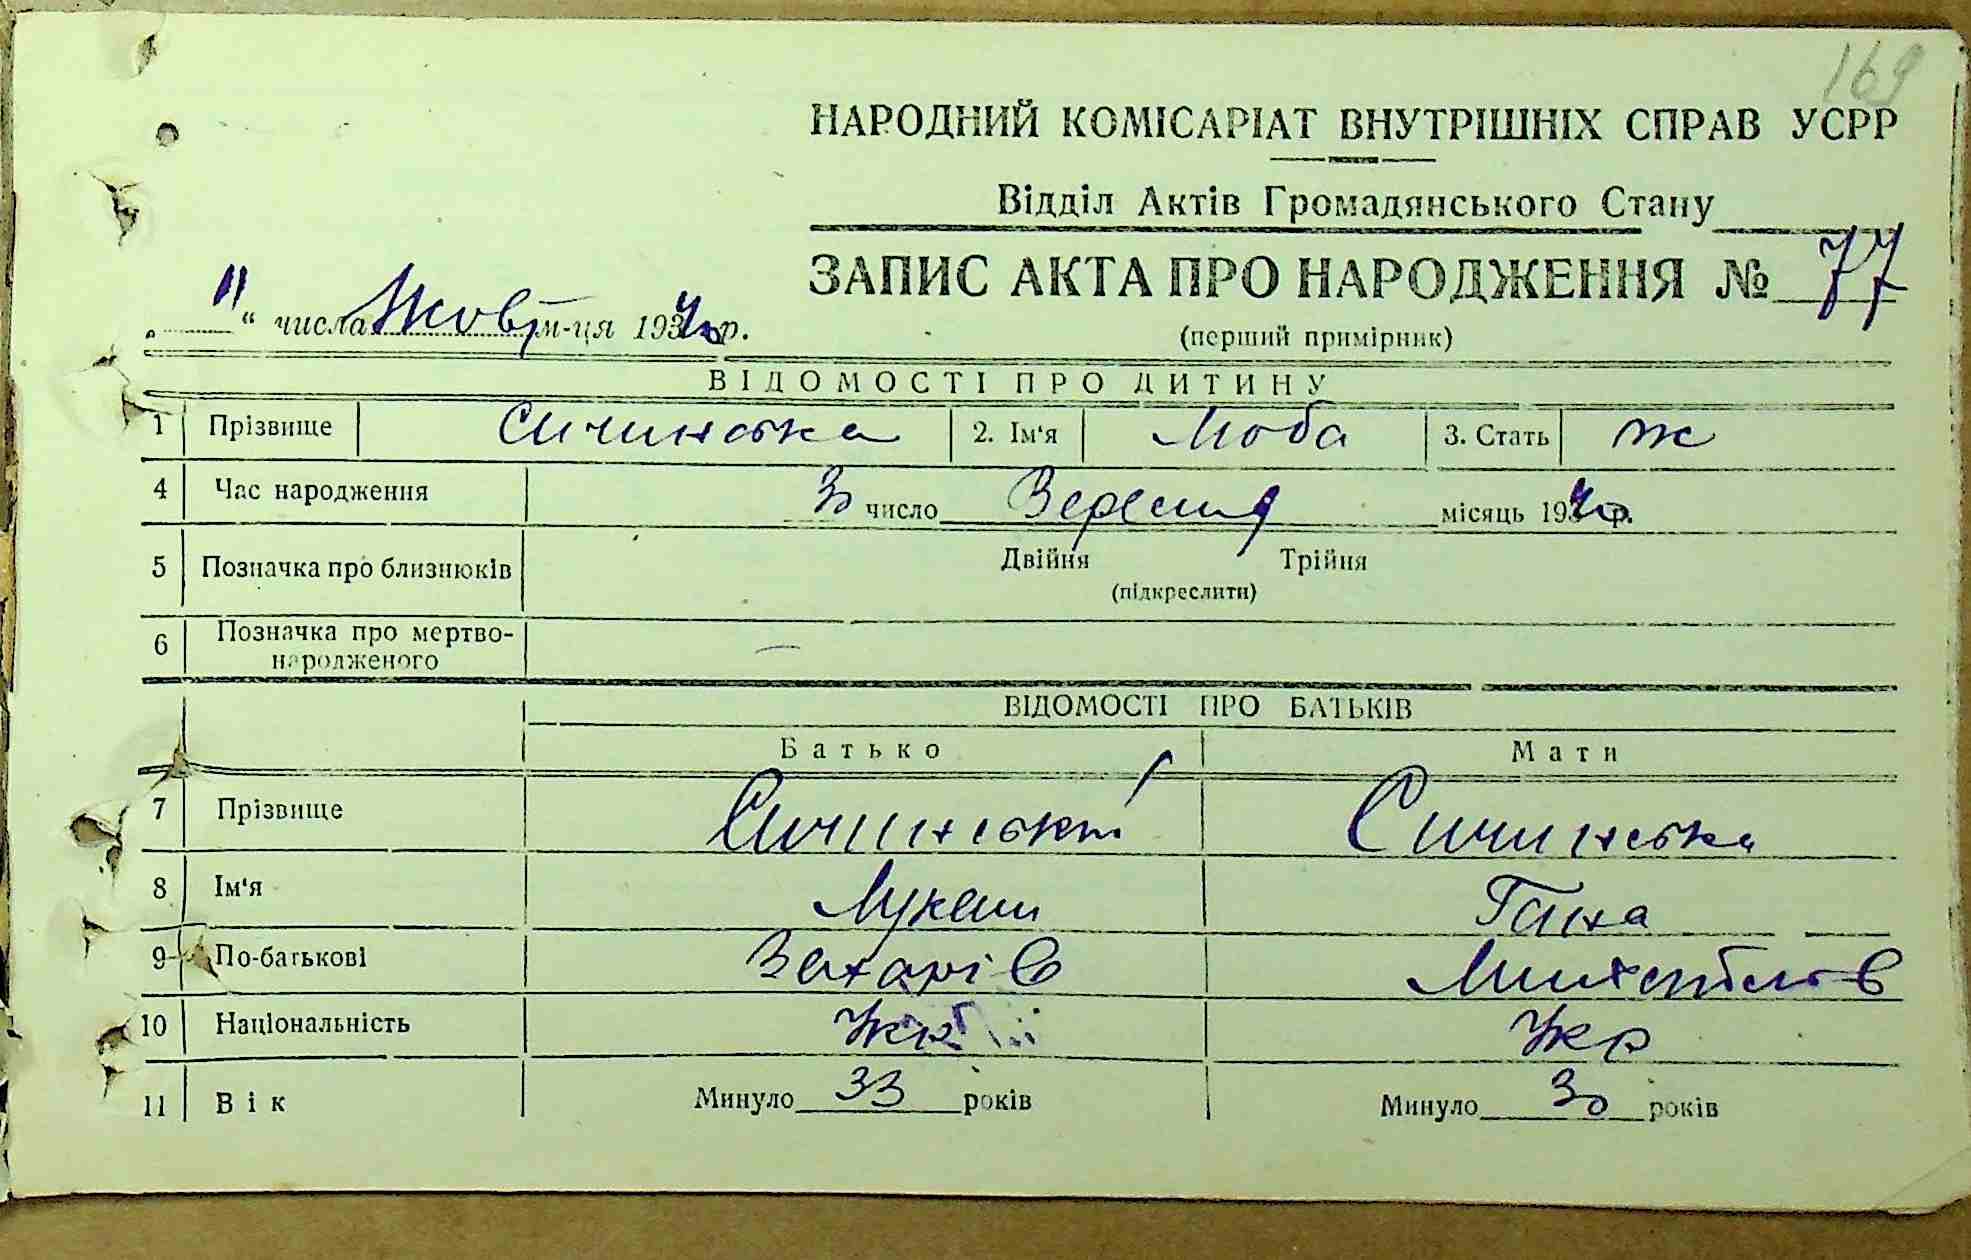 169
НАРОДНИЙ КОМІСАРІАТ ВНУТРІШНІХ СПРАВ УСРР
Відділ Актів Громадянського Стану
ЗАПИС АКТА ПРО НАРОДЖЕННЯ № 77
„11“ числа Жовт м-ця 1940 р.
(перший примірник)
ВІДОМОСТІ ПРО ДИТИНУ
1 Прізвище Сичинська 2. Ім'я Люба 3. Стать ж
4 Час народження 30 число Вересня місяць 1940 р.
5 Позначка про близнюків Двійня Трійня
(підкреслити)
6 Позначка про мертво-
народженого —
ВІДОМОСТІ ПРО БАТЬКІВ
Батько Мати
7 Прізвище Сичинський Сичинська
8 Ім'я Лукаш Ганна
9 По-батькові Захарів
10 Національність Укр Укр
11 Вік Минуло 33 років Минуло 30 років